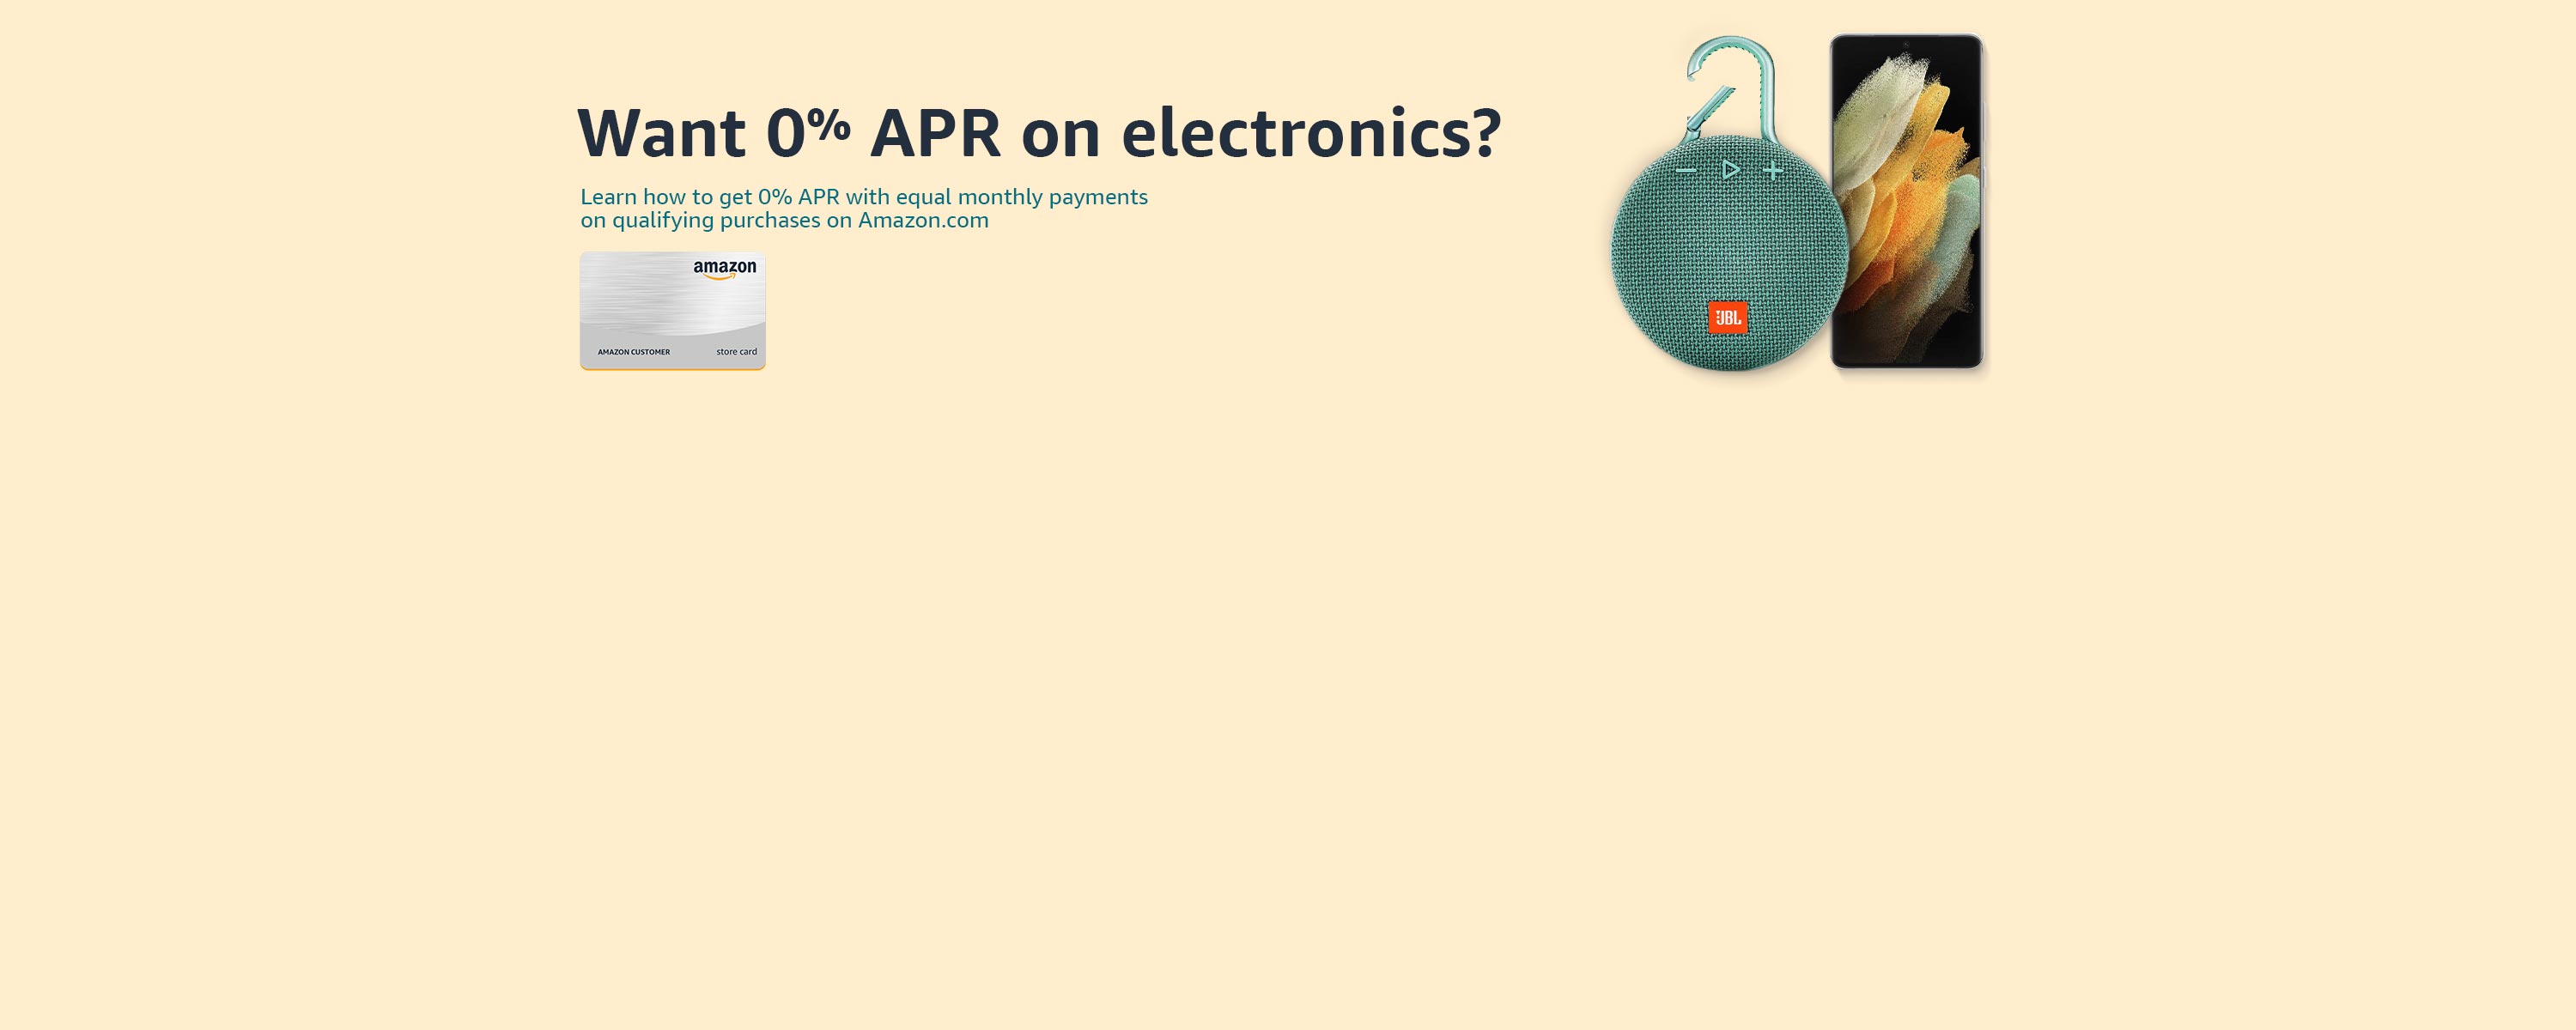 Want 0% APR on electronics?
Learn how to get 0% APR with equal monthly payments
on qualifying purchases on Amazon.com
amazon
AMAZON CUSTOMER store card
JBL